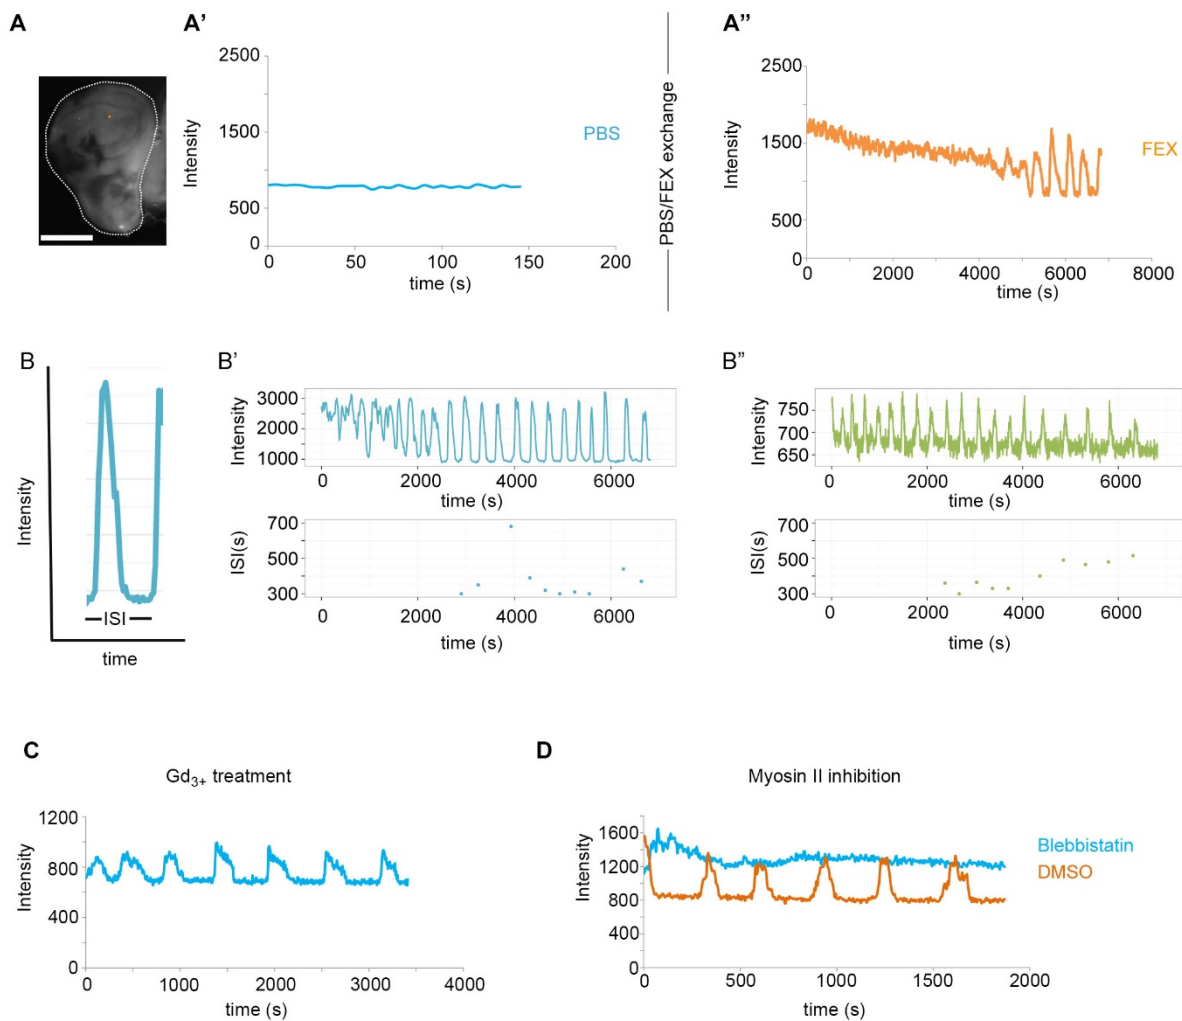 A
A'
A"
2500
1500
500
0
Intensity
PBS
0
50
100
150
200
time (s)
PBS/FEX exchange
2500
1500
500
0
Intensity
FEX
0
2000
4000
6000
8000
time (s)
B
Intensity
ISI
time
B'
3000
2000
1000
Intensity
0
2000
4000
6000
time (s)
700
500
300
ISI(s)
0
2000
4000
6000
time (s)
B"
750
700
650
Intensity
0
2000
4000
6000
time (s)
700
500
300
ISI(s)
0
2000
4000
6000
time (s)
C
Gd3+ treatment
1200
800
400
0
Intensity
0
1000
2000
3000
4000
time (s)
D
Myosin II inhibition
1600
1200
800
400
0
Intensity
Blebbistatin
DMSO
0
500
1000
1500
2000
time (s)